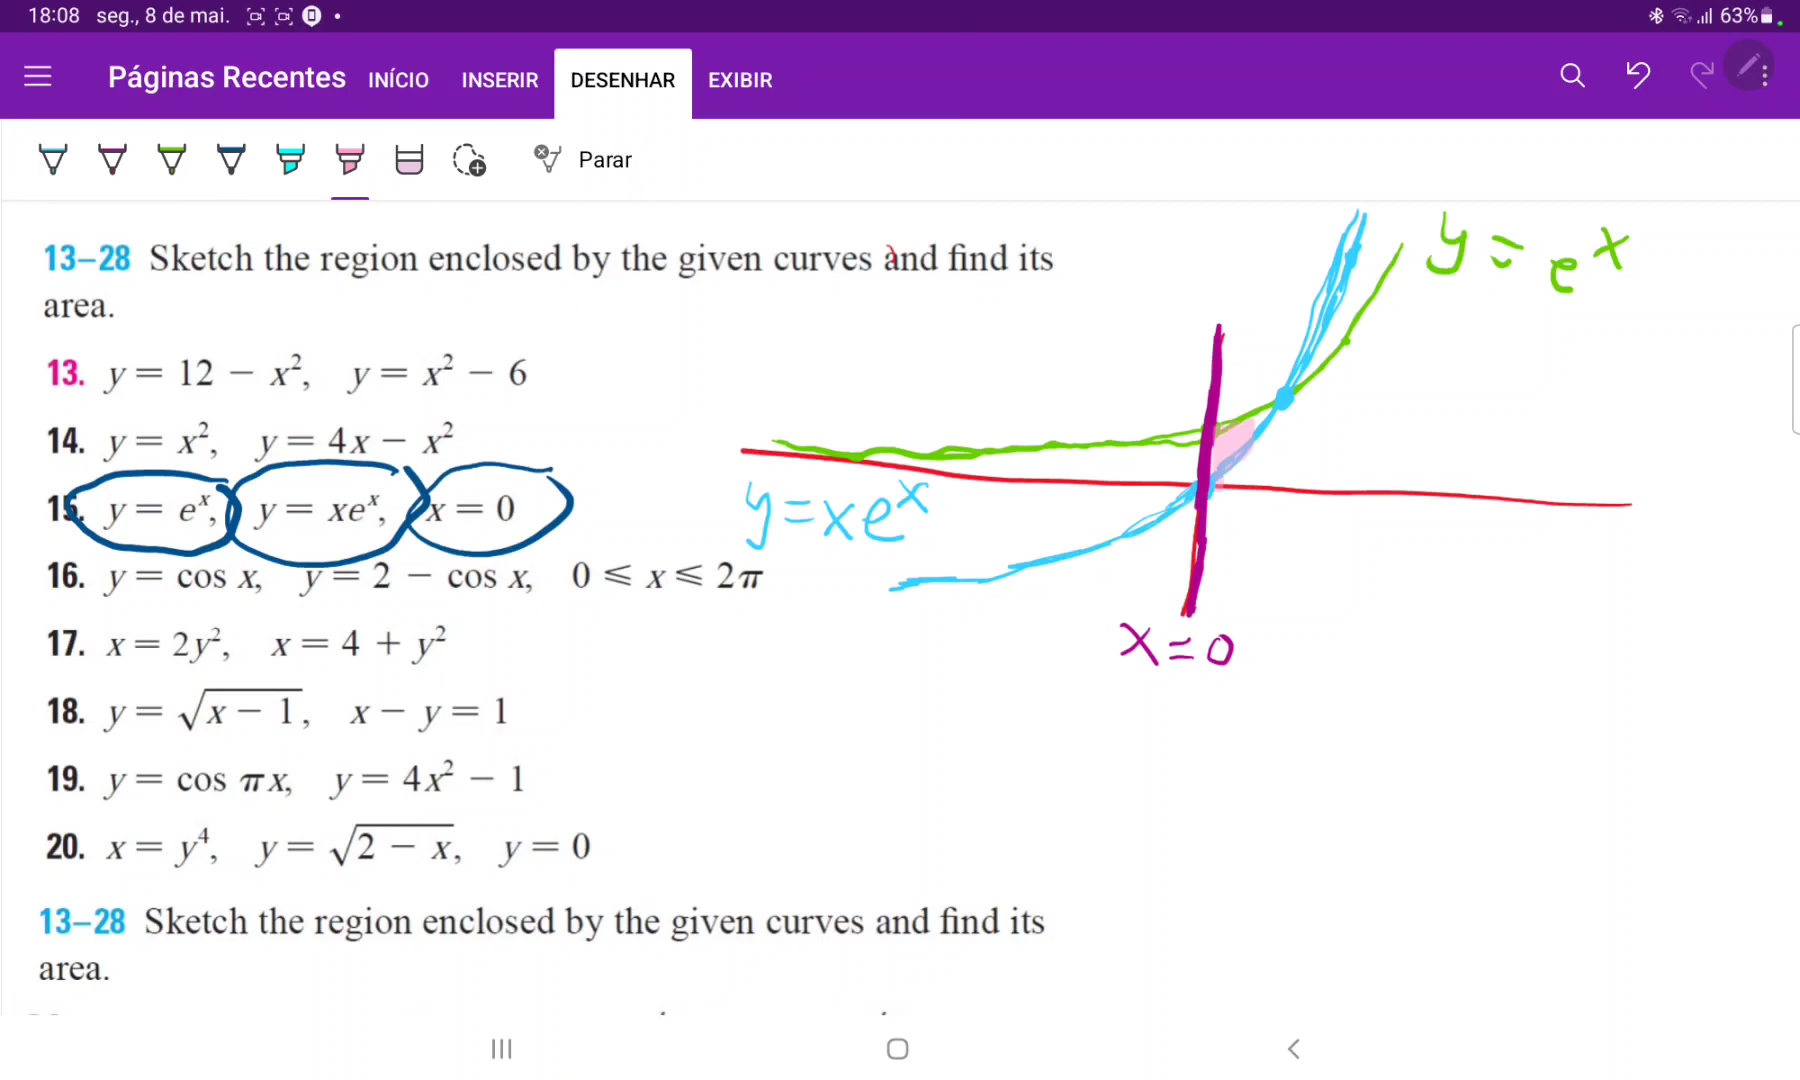 18:08 seg., 8 de mai. 63%
Páginas Recentes INÍCIO INSERIR DESENHAR EXIBIR
Parar
13–28 Sketch the region enclosed by the given curves and find its
area.
y = e^x
13. y = 12 − x², y = x² − 6
14. y = x², y = 4x − x²
15. y = e^x, y = xe^x, x = 0
y = xe^x
16. y = cos x, y = 2 − cos x, 0 ⩽ x ⩽ 2π
17. x = 2y², x = 4 + y²
x = 0
18. y = √(x − 1), x − y = 1
19. y = cos πx, y = 4x² − 1
20. x = y⁴, y = √(2 − x), y = 0
13–28 Sketch the region enclosed by the given curves and find its
area.